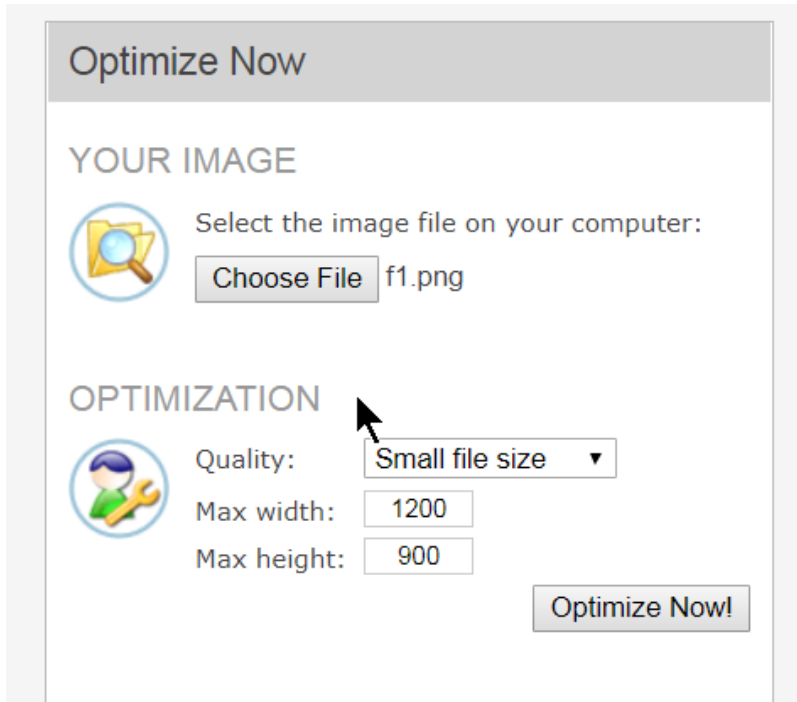 Optimize Now
YOUR IMAGE
Select the image file on your computer:
Choose File f1.png
OPTIMIZATION
Quality: Small file size
Max width: 1200
Max height: 900
Optimize Now!